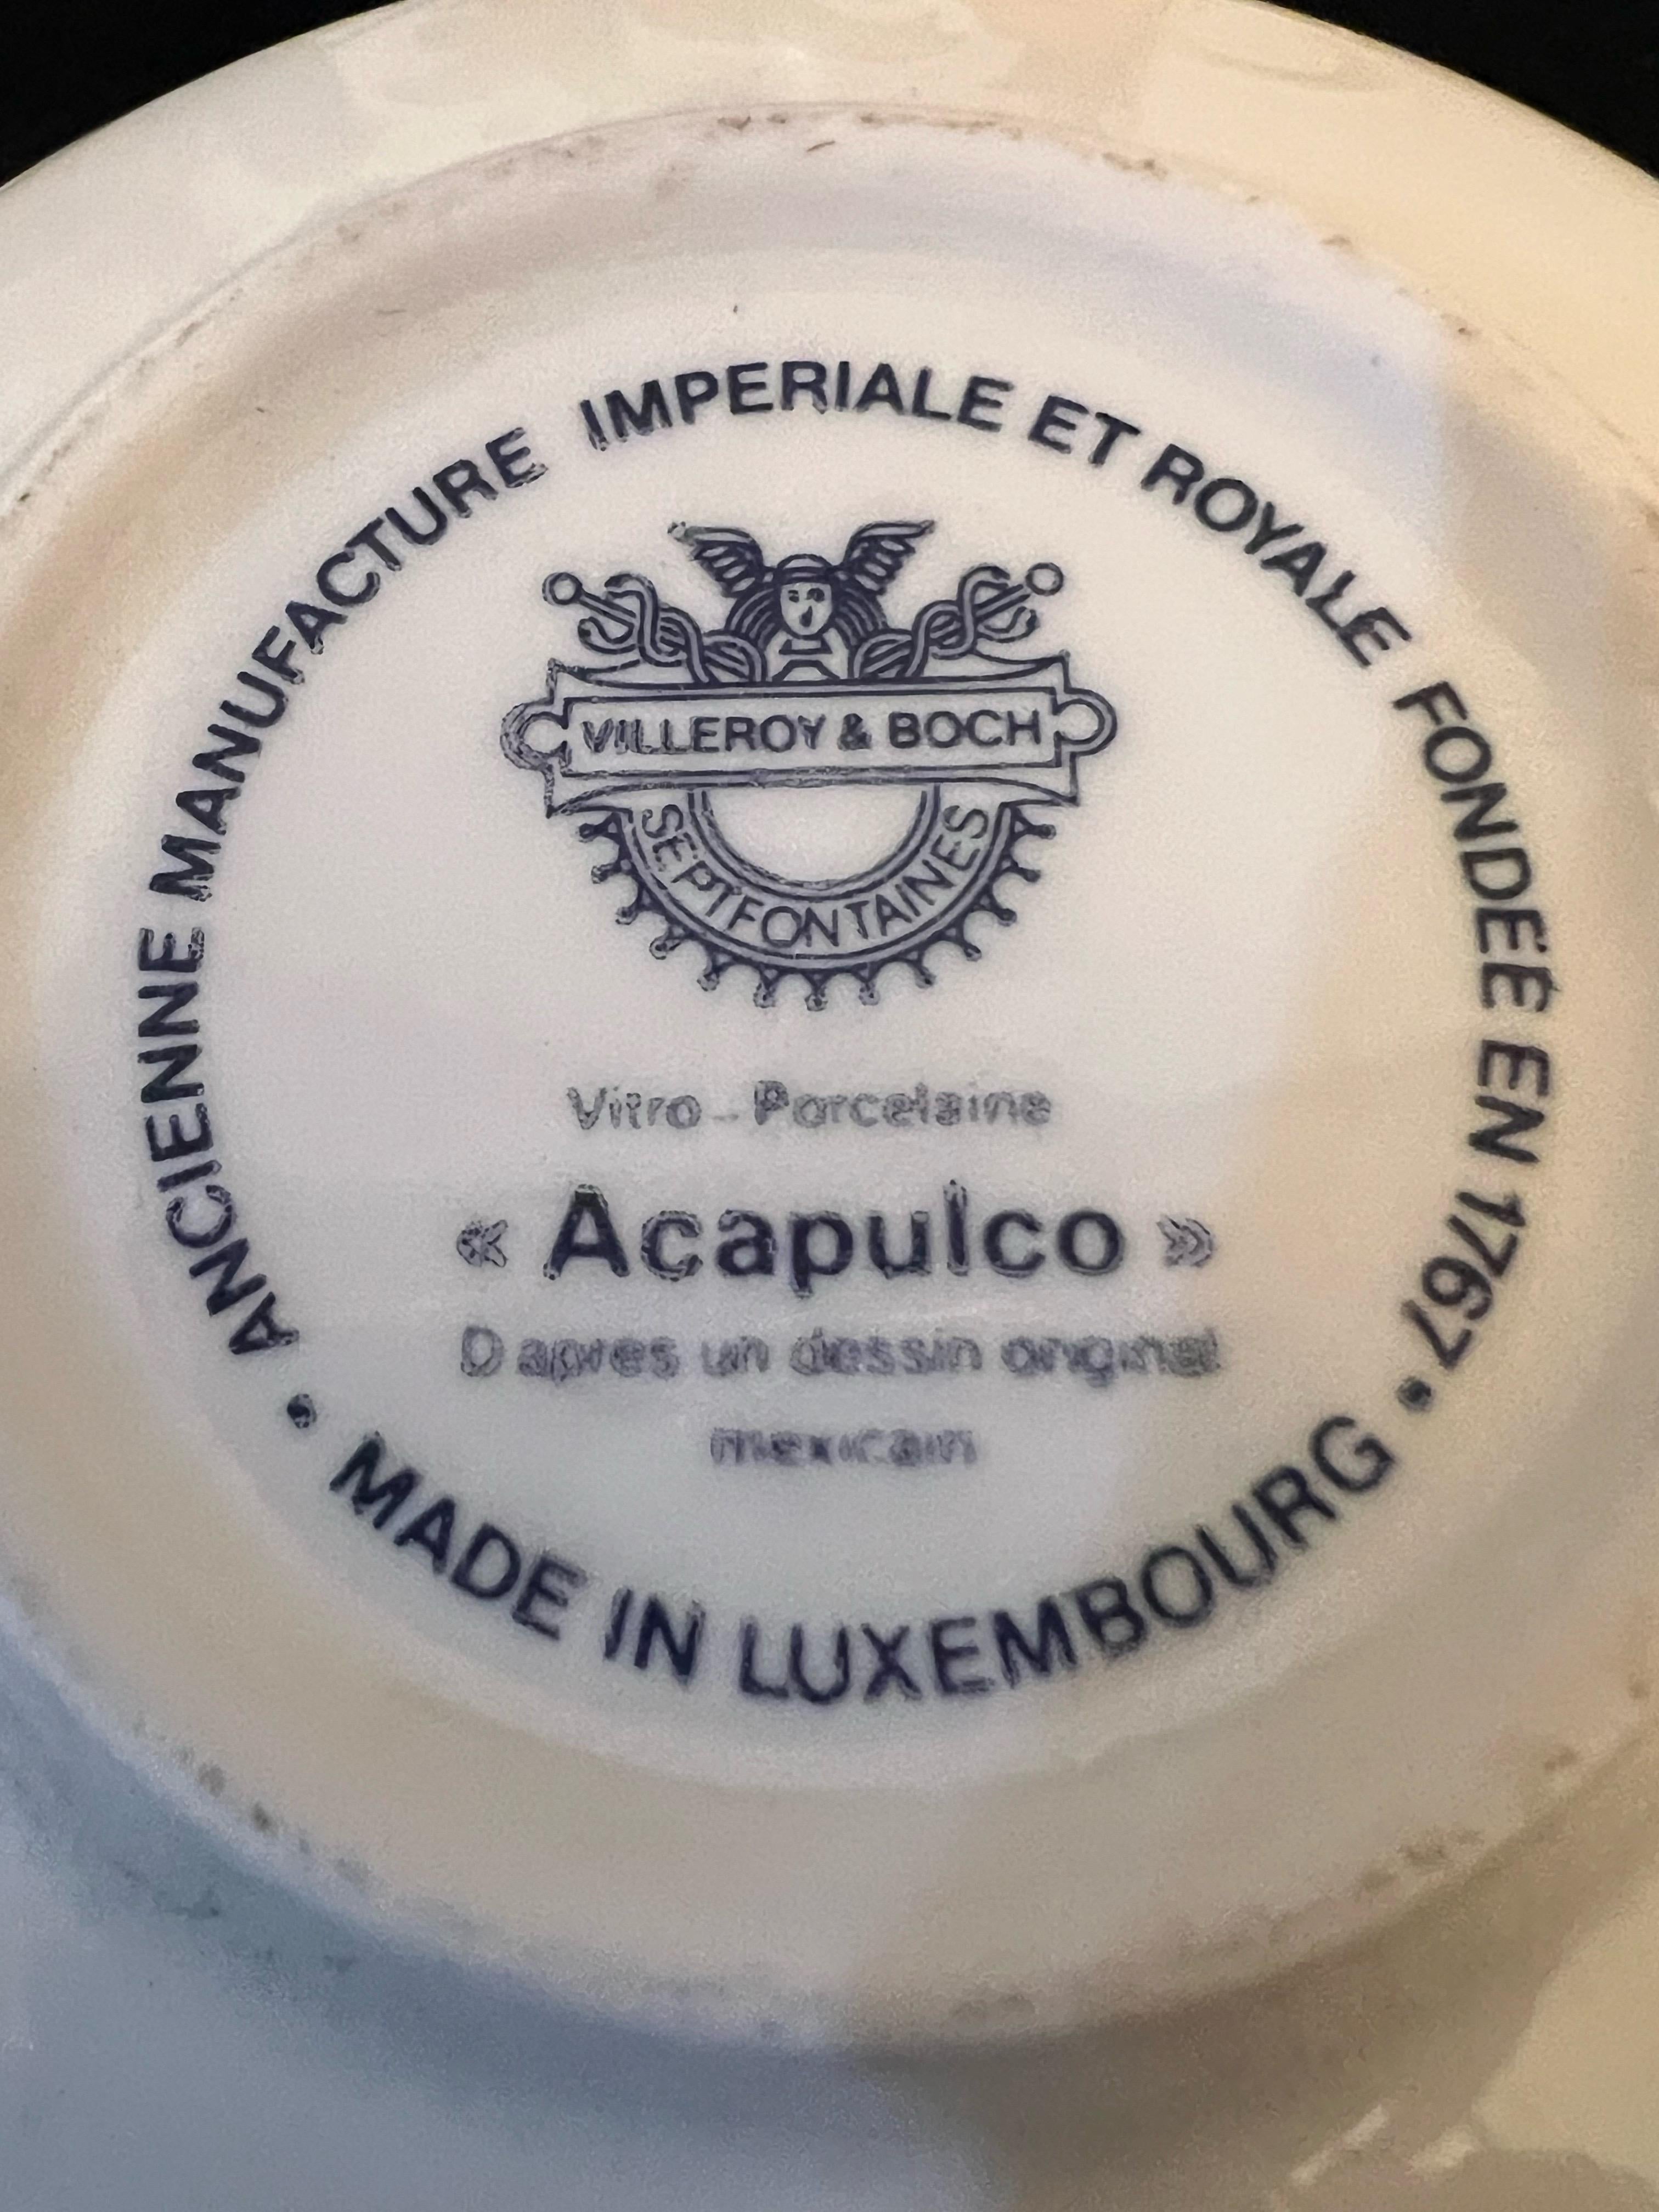 ANCIENNE MANUFACTURE IMPERIALE ET ROYALE FONDÉE EN 1767 •
VILLEROY & BOCH
SEPTFONTAINES
Vitro - Porcelaine
« Acapulco »
D'apres un dessin original
mexicain
• MADE IN LUXEMBOURG